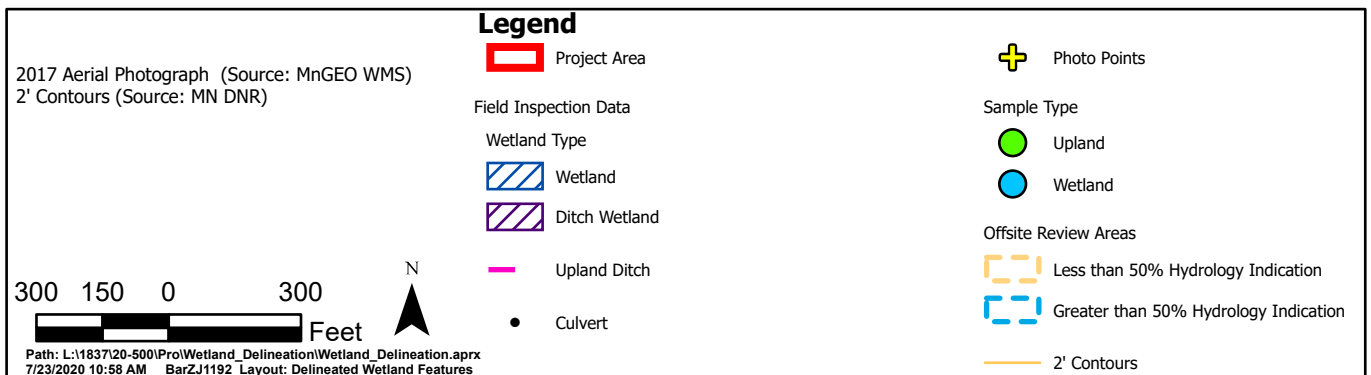 Legend
2017 Aerial Photograph  (Source: MnGEO WMS)
2' Contours (Source: MN DNR)
Project Area
Field Inspection Data
Wetland Type
Wetland
Ditch Wetland
Upland Ditch
Culvert
Photo Points
Sample Type
Upland
Wetland
Offsite Review Areas
Less than 50% Hydrology Indication
Greater than 50% Hydrology Indication
2' Contours
N
300 150 0 300
Feet
Path: L:\1837\20-500\Pro\Wetland_Delineation\Wetland_Delineation.aprx
7/23/2020 10:58 AM BarZJ1192 Layout: Delineated Wetland Features